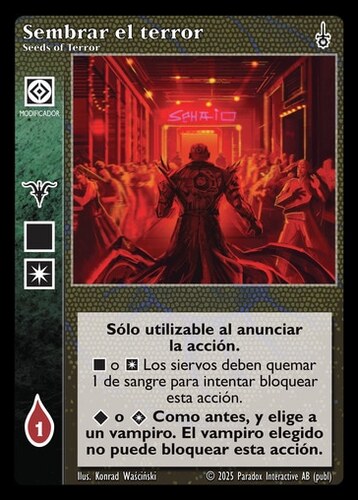 Sembrar el terror
Seeds of Terror
MODIFICADOR
SPHAIO
Sólo utilizable al anunciar
la acción.
o Los siervos deben quemar
1 de sangre para intentar bloquear
esta acción.
o Como antes, y elige a
un vampiro. El vampiro elegido
no puede bloquear esta acción.
1
Ilus. Konrad Waściński © 2025 Paradox Interactive AB (publ)